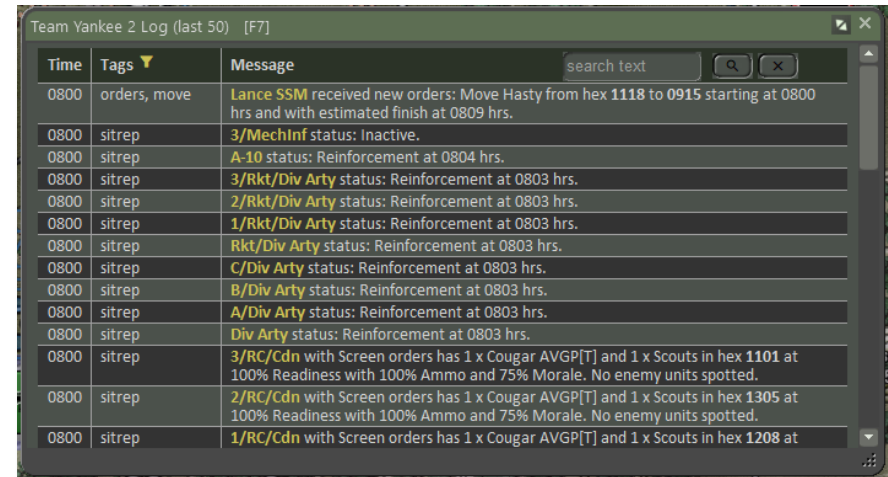 Team Yankee 2 Log (last 50) [F7]
Time Tags Message search text
0800 orders, move Lance SSM received new orders: Move Hasty from hex 1118 to 0915 starting at 0800
hrs and with estimated finish at 0809 hrs.
0800 sitrep 3/MechInf status: Inactive.
0800 sitrep A-10 status: Reinforcement at 0804 hrs.
0800 sitrep 3/Rkt/Div Arty status: Reinforcement at 0803 hrs.
0800 sitrep 2/Rkt/Div Arty status: Reinforcement at 0803 hrs.
0800 sitrep 1/Rkt/Div Arty status: Reinforcement at 0803 hrs.
0800 sitrep Rkt/Div Arty status: Reinforcement at 0803 hrs.
0800 sitrep C/Div Arty status: Reinforcement at 0803 hrs.
0800 sitrep B/Div Arty status: Reinforcement at 0803 hrs.
0800 sitrep A/Div Arty status: Reinforcement at 0803 hrs.
0800 sitrep Div Arty status: Reinforcement at 0803 hrs.
0800 sitrep 3/RC/Cdn with Screen orders has 1 x Cougar AVGP[T] and 1 x Scouts in hex 1101 at
100% Readiness with 100% Ammo and 75% Morale. No enemy units spotted.
0800 sitrep 2/RC/Cdn with Screen orders has 1 x Cougar AVGP[T] and 1 x Scouts in hex 1305 at
100% Readiness with 100% Ammo and 75% Morale. No enemy units spotted.
0800 sitrep 1/RC/Cdn with Screen orders has 1 x Cougar AVGP[T] and 1 x Scouts in hex 1208 at